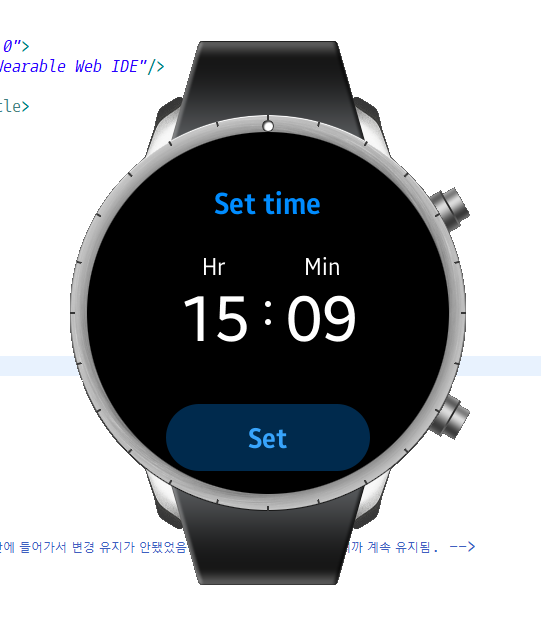 0">
Wearable Web IDE"/>
tle>
Set time
Hr Min
15 : 09
Set
에 들어가서 변경 유지가 안됐었음
까 계속 유지됨. -->